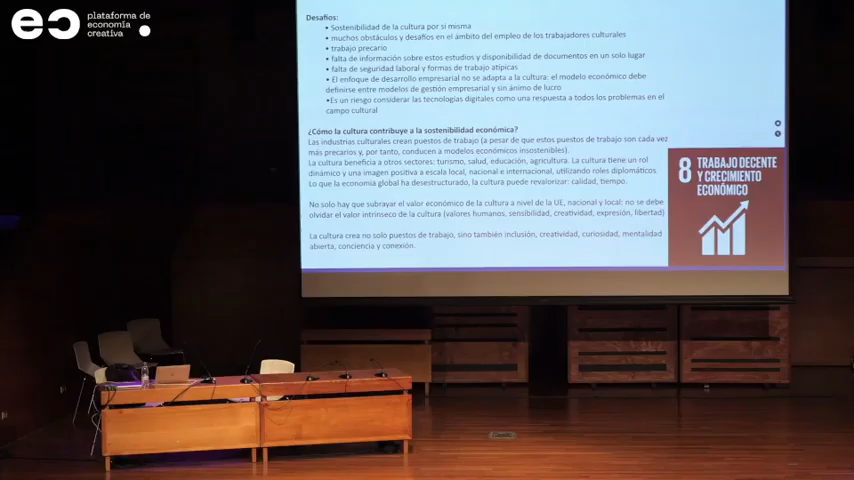 plataforma de
economía
creativa
Desafíos:
• Sostenibilidad de la cultura por si misma
• muchos obstáculos y desafíos en el ámbito del empleo de los trabajadores culturales
• trabajo precario
• falta de información sobre estos estudios y disponibilidad de documentos en un solo lugar
• falta de seguridad laboral y formas de trabajo atípicas
• El enfoque de desarrollo empresarial no se adapta a la cultura: el modelo económico debe
definirse entre modelos de gestión empresarial y sin ánimo de lucro
•Es un riesgo considerar las tecnologías digitales como una respuesta a todos los problemas en el
campo cultural
¿Cómo la cultura contribuye a la sostenibilidad económica?
Las industrias culturales crean puestos de trabajo (a pesar de que estos puestos de trabajo son cada vez
más precarios y, por tanto, conducen a modelos económicos insostenibles).
La cultura beneficia a otros sectores: turismo, salud, educación, agricultura. La cultura tiene un rol
dinámico y una imagen positiva a escala local, nacional e internacional, utilizando roles diplomáticos.
Lo que la economía global ha desestructurado, la cultura puede revalorizar: calidad, tiempo.
No solo hay que subrayar el valor económico de la cultura a nivel de la UE, nacional y local: no se debe
olvidar el valor intrínseco de la cultura (valores humanos, sensibilidad, creatividad, expresión, libertad)
La cultura crea no solo puestos de trabajo, sino también inclusión, creatividad, curiosidad, mentalidad
abierta, conciencia y conexión.
8 TRABAJO DECENTE
Y CRECIMIENTO
ECONÓMICO